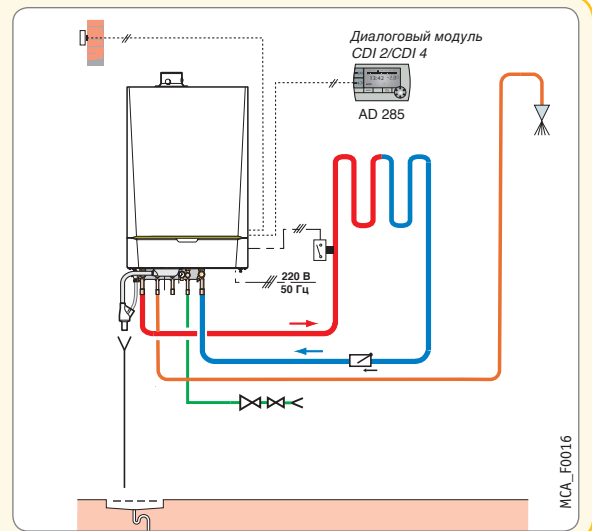 Диалоговый модуль
CDI 2/CDI 4
AD 285
220 В
50 Гц
MCA_F0016